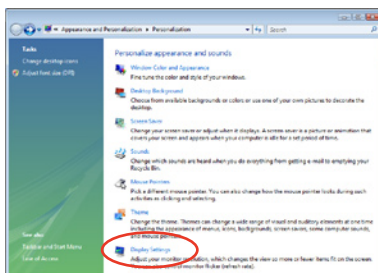 Appearance and Personalization ▸ Personalization
Search
Tasks
Change desktop icons
Adjust font size (DPI)
Personalize appearance and sounds
Window Color and Appearance
Fine tune the color and style of your windows.
Desktop Background
Choose from available backgrounds or colors or use one of your own pictures to decorate the
desktop.
Screen Saver
Change your screen saver or adjust when it displays. A screen saver is a picture or animation that
covers your screen and appears when your computer is idle for a set period of time.
Sounds
Change which sounds are heard when you do everything from getting e-mail to emptying your
Recycle Bin.
Mouse Pointers
Pick a different mouse pointer. You can also change how the mouse pointer looks during such
activities as clicking and selecting.
Theme
Change the theme. Themes can change a wide range of visual and auditory elements at one time
including the appearance of menus, icons, backgrounds, screen savers, some computer sounds,
and mouse pointers.
See also
Taskbar and Start Menu
Ease of Access
Display Settings
Adjust your monitor resolution, which changes the view so more or fewer items fit on the screen.
monitor flicker (refresh rate).